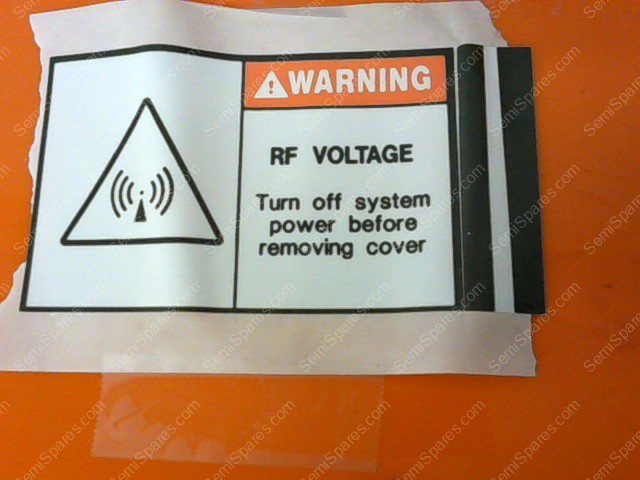 WARNING
RF VOLTAGE
Turn off system
power before
removing cover
SemiSpares.com